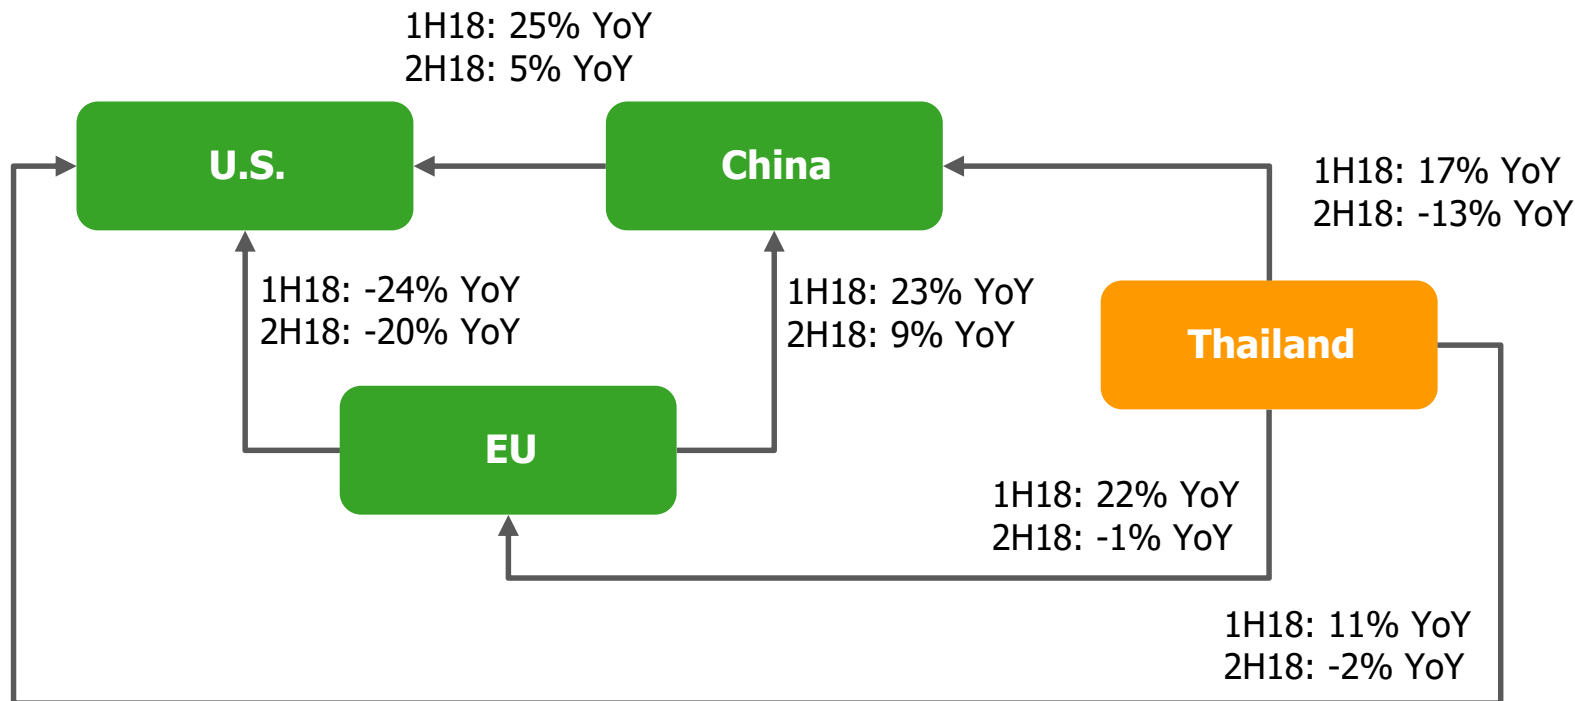 1H18: 25% YoY
2H18: 5% YoY
U.S.
China
1H18: 17% YoY
2H18: -13% YoY
1H18: -24% YoY
2H18: -20% YoY
1H18: 23% YoY
2H18: 9% YoY
Thailand
EU
1H18: 22% YoY
2H18: -1% YoY
1H18: 11% YoY
2H18: -2% YoY